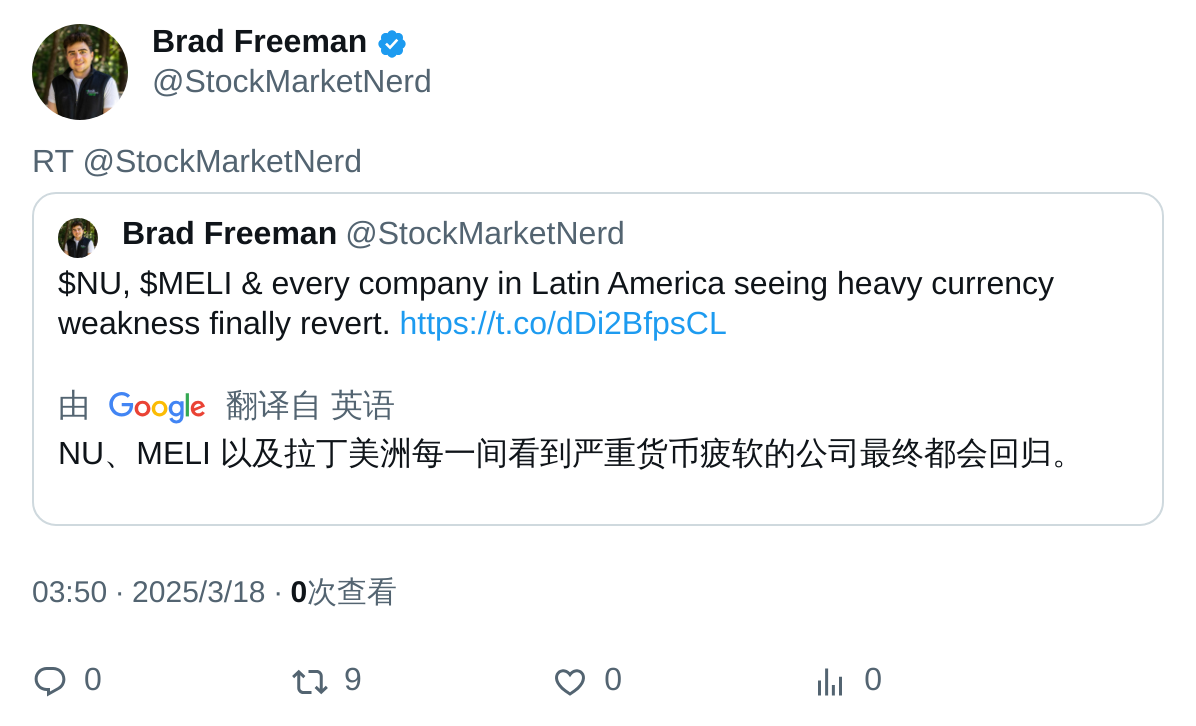 Brad Freeman
@StockMarketNerd
RT @StockMarketNerd
Brad Freeman @StockMarketNerd
$NU, $MELI & every company in Latin America seeing heavy currency
weakness finally revert. https://t.co/dDi2BfpsCL
由 Google 翻译自 英语
NU、MELI 以及拉丁美洲每一间看到严重货币疲软的公司最终都会回归。
03:50 · 2025/3/18 · 0次查看
0 9 0 0